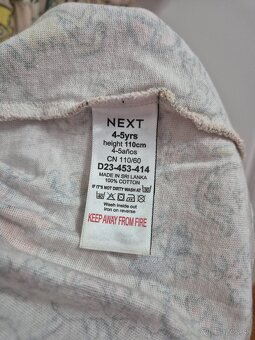 NEXT
4-5yrs
height 110cm
4-5años
CN 110/60
D23-453-414
MADE IN SRI LANKA
100% COTTON
IF IT'S NOT DIRTY WASH AT
Wash inside out
iron on reverse
KEEP AWAY FROM FIRE